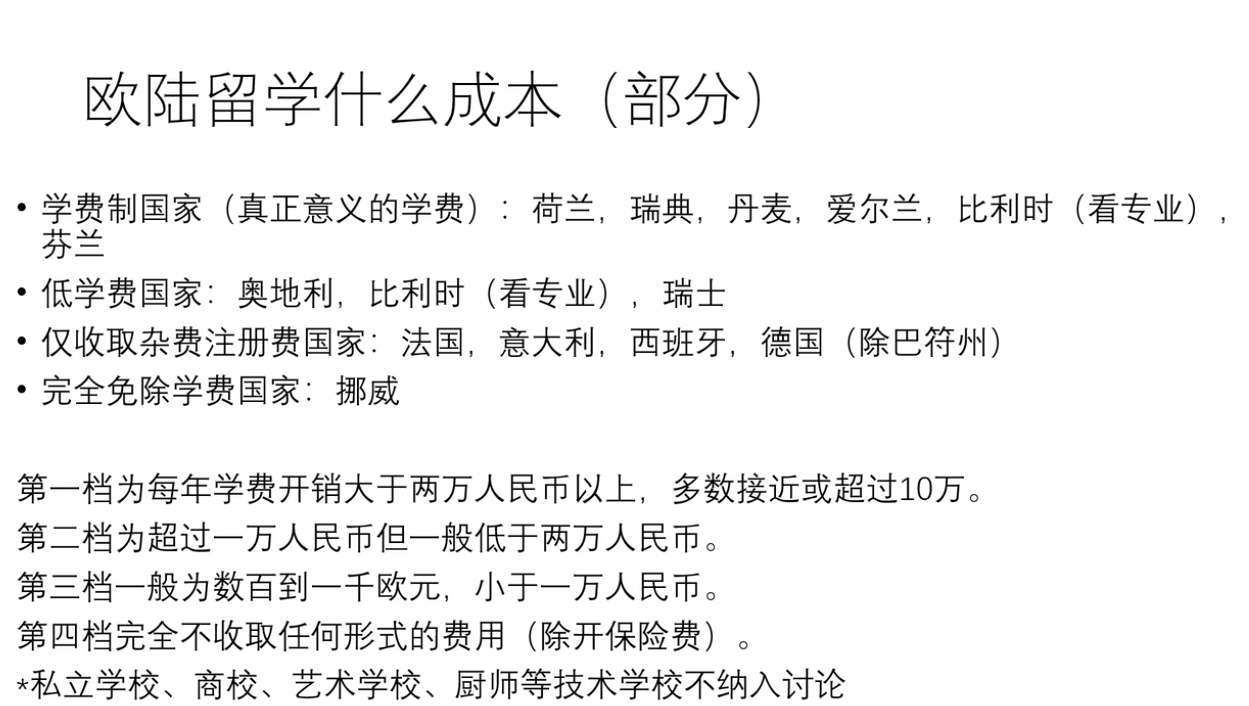 欧陆留学什么成本（部分）
• 学费制国家（真正意义的学费）：荷兰，瑞典，丹麦，爱尔兰，比利时（看专业），
芬兰
• 低学费国家：奥地利，比利时（看专业），瑞士
• 仅收取杂费注册费国家：法国，意大利，西班牙，德国（除巴符州）
• 完全免除学费国家：挪威
第一档为每年学费开销大于两万人民币以上，多数接近或超过10万。
第二档为超过一万人民币但一般低于两万人民币。
第三档一般为数百到一千欧元，小于一万人民币。
第四档完全不收取任何形式的费用（除开保险费）。
*私立学校、商校、艺术学校、厨师等技术学校不纳入讨论